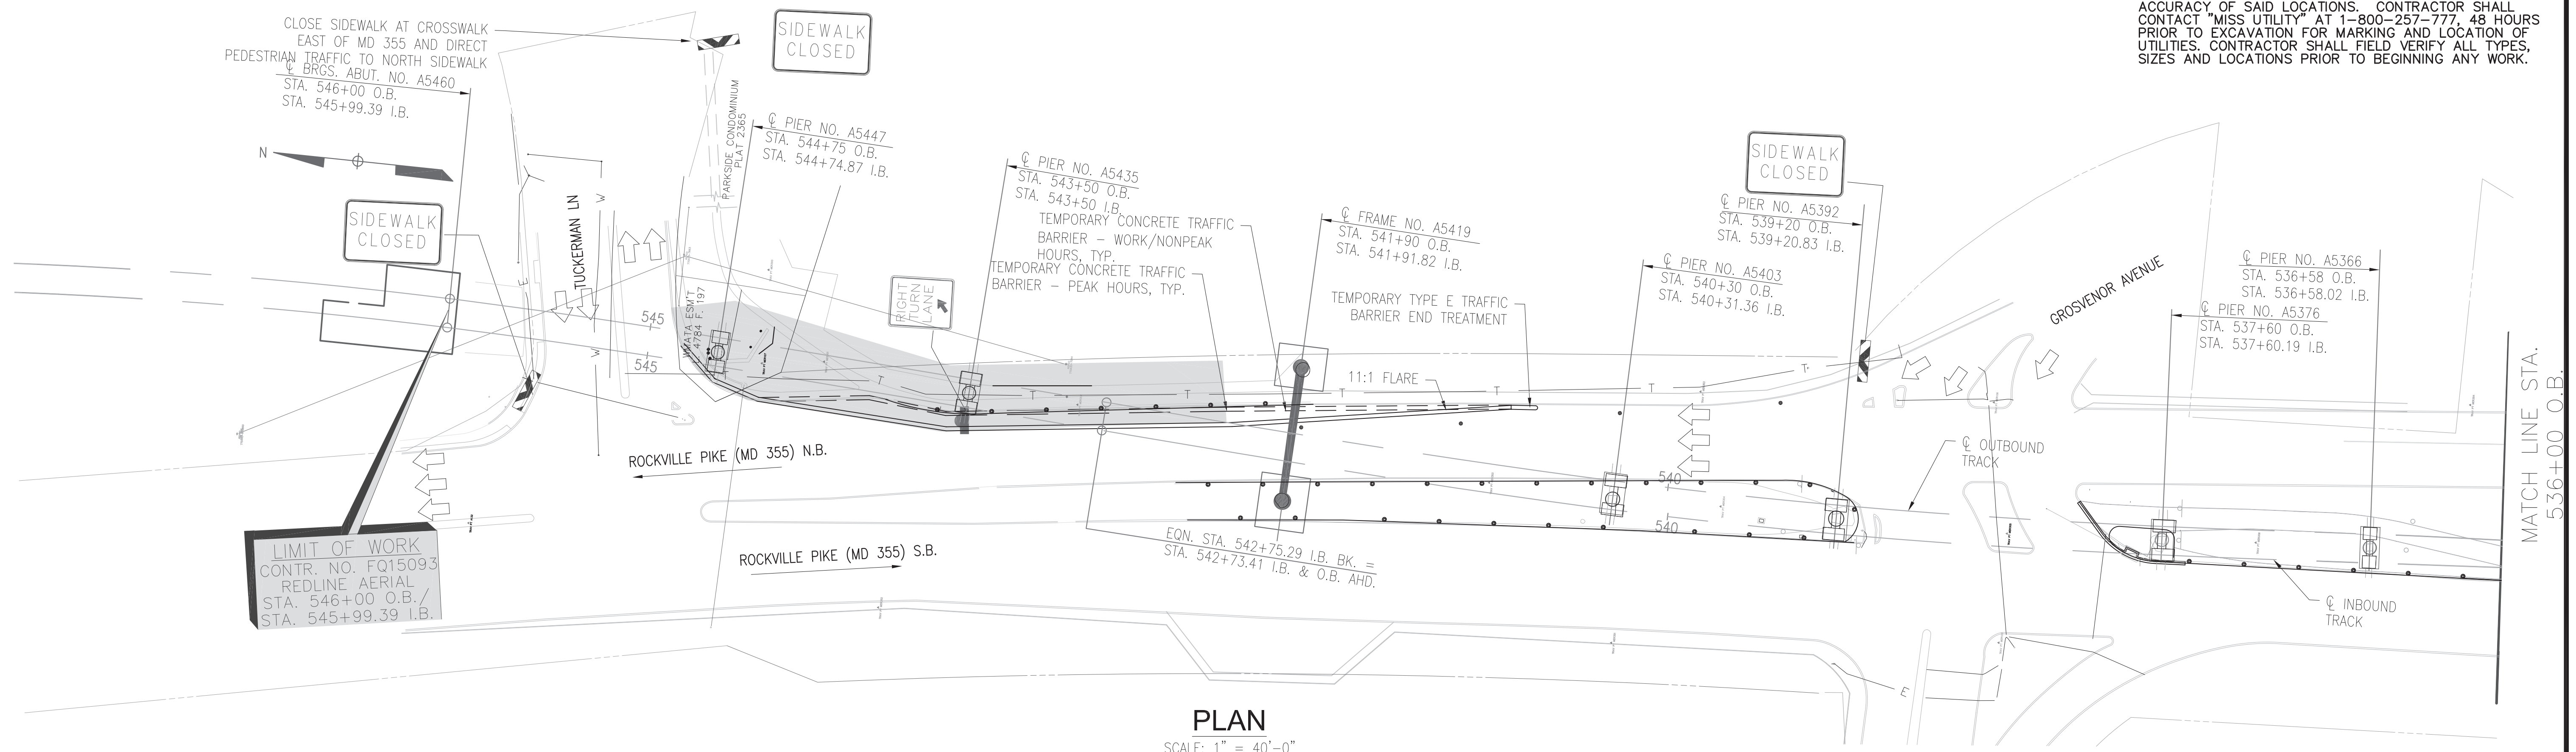 ACCURACY OF SAID LOCATIONS. CONTRACTOR SHALL
CONTACT "MISS UTILITY" AT 1-800-257-777, 48 HOURS
PRIOR TO EXCAVATION FOR MARKING AND LOCATION OF
UTILITIES. CONTRACTOR SHALL FIELD VERIFY ALL TYPES,
SIZES AND LOCATIONS PRIOR TO BEGINNING ANY WORK.
CLOSE SIDEWALK AT CROSSWALK
EAST OF MD 355 AND DIRECT
PEDESTRIAN TRAFFIC TO NORTH SIDEWALK
℄ BRGS. ABUT. NO. A5460
STA. 546+00 O.B.
STA. 545+99.39 I.B.
N
SIDEWALK
CLOSED
SIDEWALK
CLOSED
TUCKERMAN LN
W
W
E
PARKSIDE CONDOMINIUM
PLAT 2365
℄ PIER NO. A5447
STA. 544+75 O.B.
STA. 544+74.87 I.B.
WMATA ESM'T
4784 F. 197
545
545
℄ PIER NO. A5435
STA. 543+50 O.B.
STA. 543+50 I.B.
RIGHT
TURN
LANE
TEMPORARY CONCRETE TRAFFIC
BARRIER - WORK/NONPEAK
HOURS, TYP.
TEMPORARY CONCRETE TRAFFIC
BARRIER - PEAK HOURS, TYP.
℄ FRAME NO. A5419
STA. 541+90 O.B.
STA. 541+91.82 I.B.
TEMPORARY TYPE E TRAFFIC
BARRIER END TREATMENT
11:1 FLARE
T
T
T
T
T
T
T
℄ PIER NO. A5403
STA. 540+30 O.B.
STA. 540+31.36 I.B.
SIDEWALK
CLOSED
℄ PIER NO. A5392
STA. 539+20 O.B.
STA. 539+20.83 I.B.
GROSVENOR AVENUE
℄ PIER NO. A5366
STA. 536+58 O.B.
STA. 536+58.02 I.B.
℄ PIER NO. A5376
STA. 537+60 O.B.
STA. 537+60.19 I.B.
MATCH LINE STA.
536+00 O.B.
ROCKVILLE PIKE (MD 355) N.B.
ROCKVILLE PIKE (MD 355) S.B.
540
540
℄ OUTBOUND
TRACK
℄ INBOUND
TRACK
EQN. STA. 542+75.29 I.B. BK. =
STA. 542+73.41 I.B. & O.B. AHD.
LIMIT OF WORK
CONTR. NO. FQ15093
REDLINE AERIAL
STA. 546+00 O.B./
STA. 545+99.39 I.B.
E
PLAN
SCALE: 1" = 40'-0"